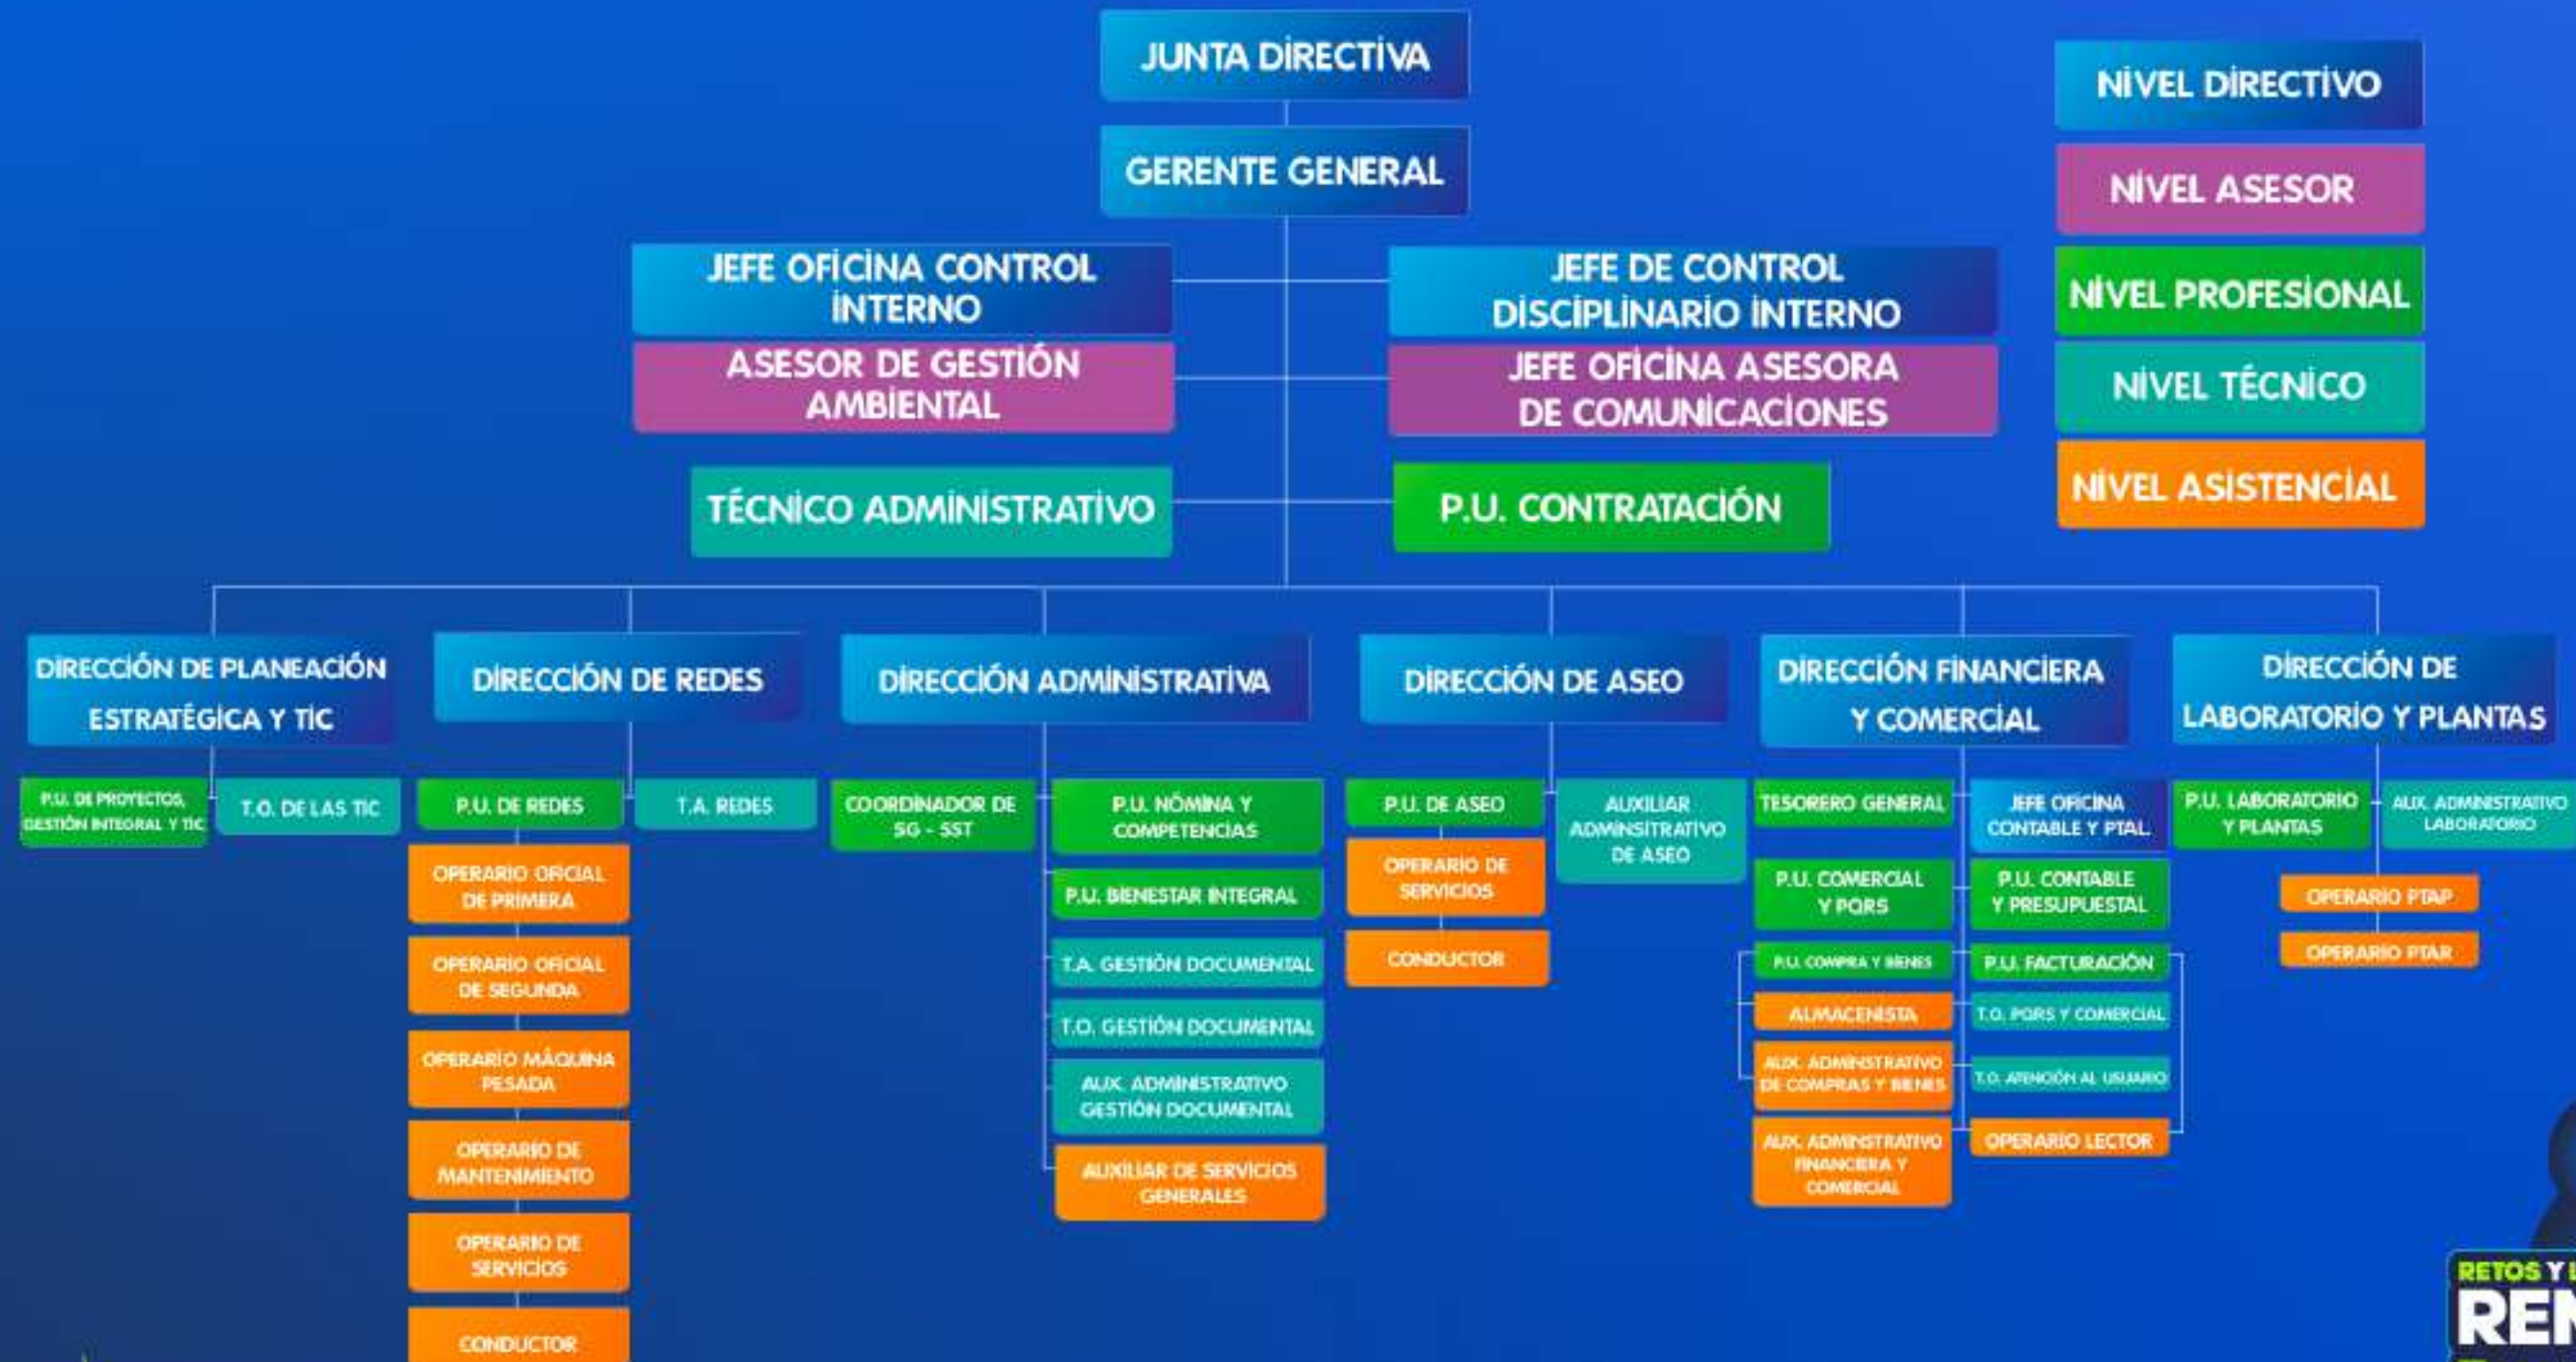 JUNTA DIRECTIVA
GERENTE GENERAL
JEFE OFICINA CONTROL
INTERNO
JEFE DE CONTROL
DISCIPLINARIO INTERNO
ASESOR DE GESTIÓN
AMBIENTAL
JEFE OFICINA ASESORA
DE COMUNICACIONES
TÉCNICO ADMINISTRATIVO
P.U. CONTRATACIÓN
NIVEL DIRECTIVO
NIVEL ASESOR
NIVEL PROFESIONAL
NIVEL TÉCNICO
NIVEL ASISTENCIAL
DIRECCIÓN DE PLANEACIÓN
ESTRATÉGICA Y TIC
P.U. DE PROYECTOS,
GESTIÓN INTEGRAL Y TIC
T.O. DE LAS TIC
DIRECCIÓN DE REDES
P.U. DE REDES
T.A. REDES
OPERARIO OFICIAL
DE PRIMERA
OPERARIO OFICIAL
DE SEGUNDA
OPERARIO MÁQUINA
PESADA
OPERARIO DE
MANTENIMIENTO
OPERARIO DE
SERVICIOS
CONDUCTOR
DIRECCIÓN ADMINISTRATIVA
COORDINADOR DE
SG - SST
P.U. NÓMINA Y
COMPETENCIAS
P.U. BIENESTAR INTEGRAL
T.A. GESTIÓN DOCUMENTAL
T.O. GESTIÓN DOCUMENTAL
AUX. ADMINISTRATIVO
GESTIÓN DOCUMENTAL
AUXILIAR DE SERVICIOS
GENERALES
DIRECCIÓN DE ASEO
P.U. DE ASEO
AUXILIAR
ADMINSITRATIVO
DE ASEO
OPERARIO DE
SERVICIOS
CONDUCTOR
DIRECCIÓN FINANCIERA
Y COMERCIAL
TESORERO GENERAL
JEFE OFICINA
CONTABLE Y PTAL.
P.U. COMERCIAL
Y PQRS
P.U. CONTABLE
Y PRESUPUESTAL
P.U. COMPRA Y BIENES
P.U. FACTURACIÓN
ALMACENISTA
T.O. PQRS Y COMERCIAL
AUX. ADMINSTRATIVO
DE COMPRAS Y BIENES
T.O. ATENCIÓN AL USUARIO
AUX. ADMINSTRATIVO
FINANCIERA Y
COMERCIAL
OPERARIO LECTOR
DIRECCIÓN DE
LABORATORIO Y PLANTAS
P.U. LABORATORIO
Y PLANTAS
AUX. ADMINISTRATIVO
LABORATORIO
OPERARIO PTAP
OPERARIO PTAR
RETOS Y